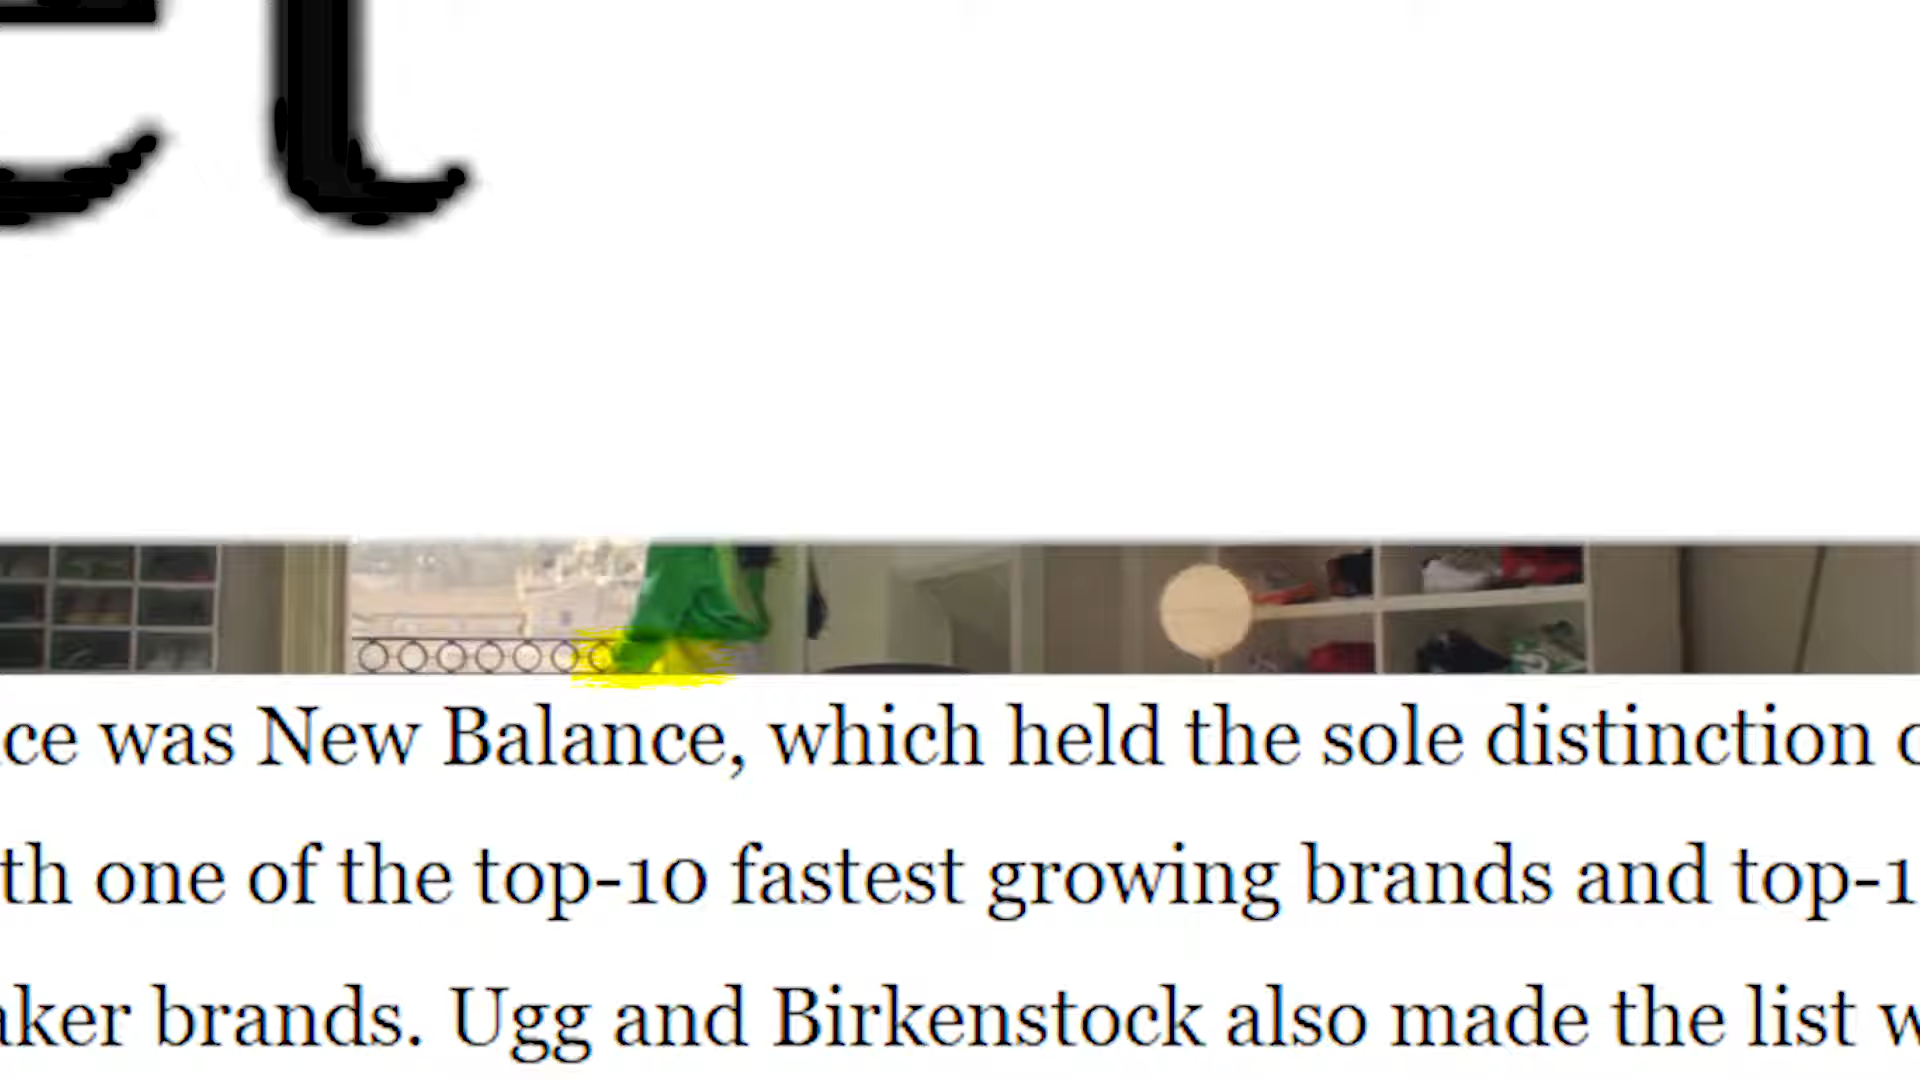 et
ce was New Balance, which held the sole distinction o
th one of the top-10 fastest growing brands and top-1
aker brands. Ugg and Birkenstock also made the list w